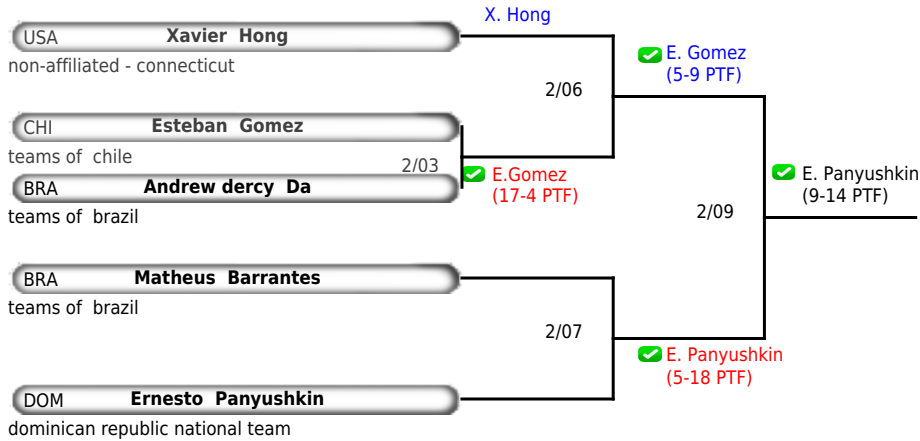 X. Hong
USA Xavier Hong
non-affiliated - connecticut
E. Gomez
(5-9 PTF)
2/06
CHI Esteban Gomez
teams of chile
2/03
E.Gomez
(17-4 PTF)
BRA Andrew dercy Da
teams of brazil
E. Panyushkin
(9-14 PTF)
2/09
BRA Matheus Barrantes
teams of brazil
2/07
E. Panyushkin
(5-18 PTF)
DOM Ernesto Panyushkin
dominican republic national team